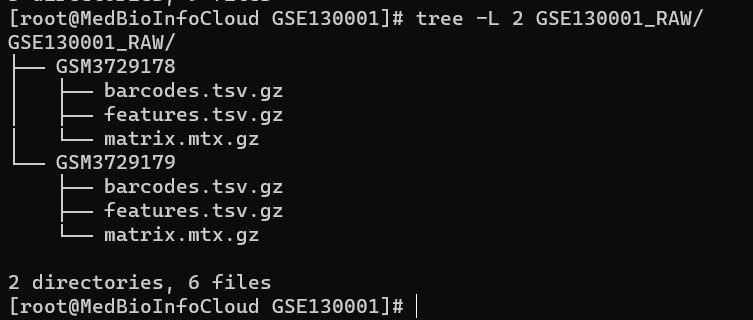 [root@MedBioInfoCloud GSE130001]# tree -L 2 GSE130001_RAW/
GSE130001_RAW/
├── GSM3729178
│   ├── barcodes.tsv.gz
│   ├── features.tsv.gz
│   └── matrix.mtx.gz
└── GSM3729179
    ├── barcodes.tsv.gz
    ├── features.tsv.gz
    └── matrix.mtx.gz

2 directories, 6 files
[root@MedBioInfoCloud GSE130001]#